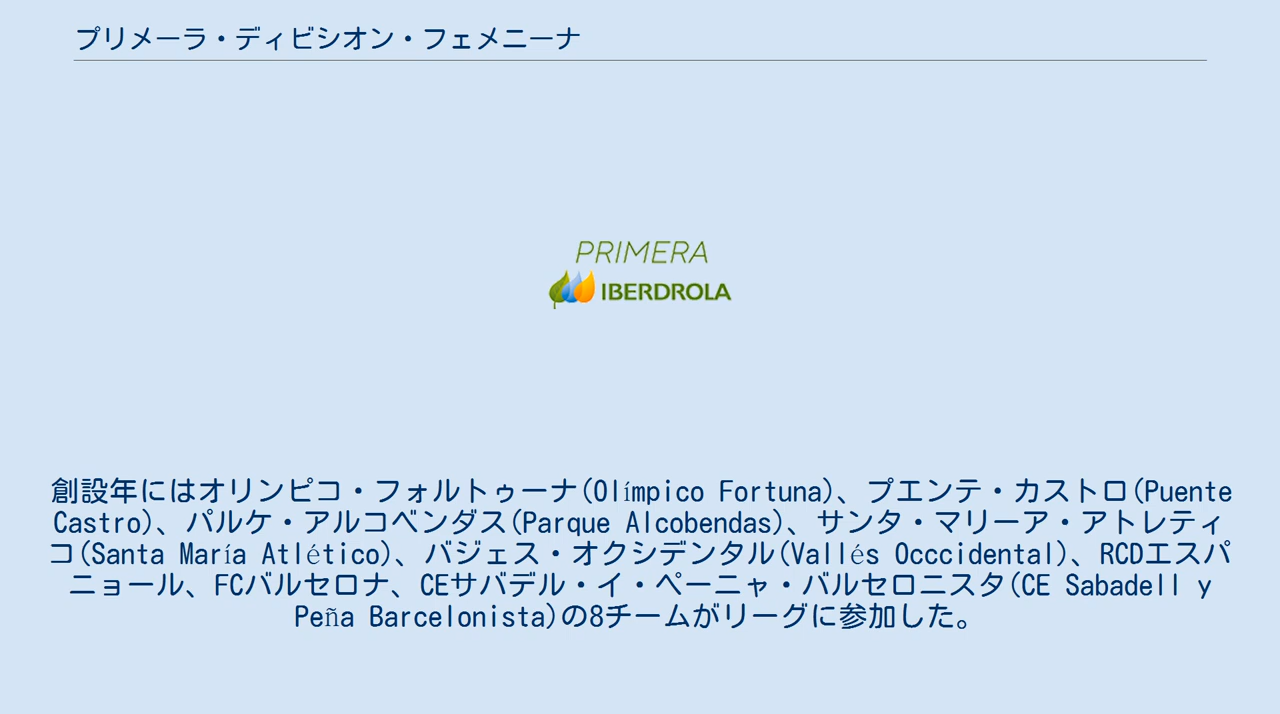 プリメーラ・ディビシオン・フェメニーナ
PRIMERA
IBERDROLA
創設年にはオリンピコ・フォルトゥーナ(Olímpico Fortuna)、プエンテ・カストロ(Puente
Castro)、パルケ・アルコベンダス(Parque Alcobendas)、サンタ・マリーア・アトレティ
コ(Santa María Atlético)、バジェス・オクシデンタル(Vallés Occcidental)、RCDエスパ
ニョール、FCバルセロナ、CEサバデル・イ・ペーニャ・バルセロニスタ(CE Sabadell y
Peña Barcelonista)の8チームがリーグに参加した。